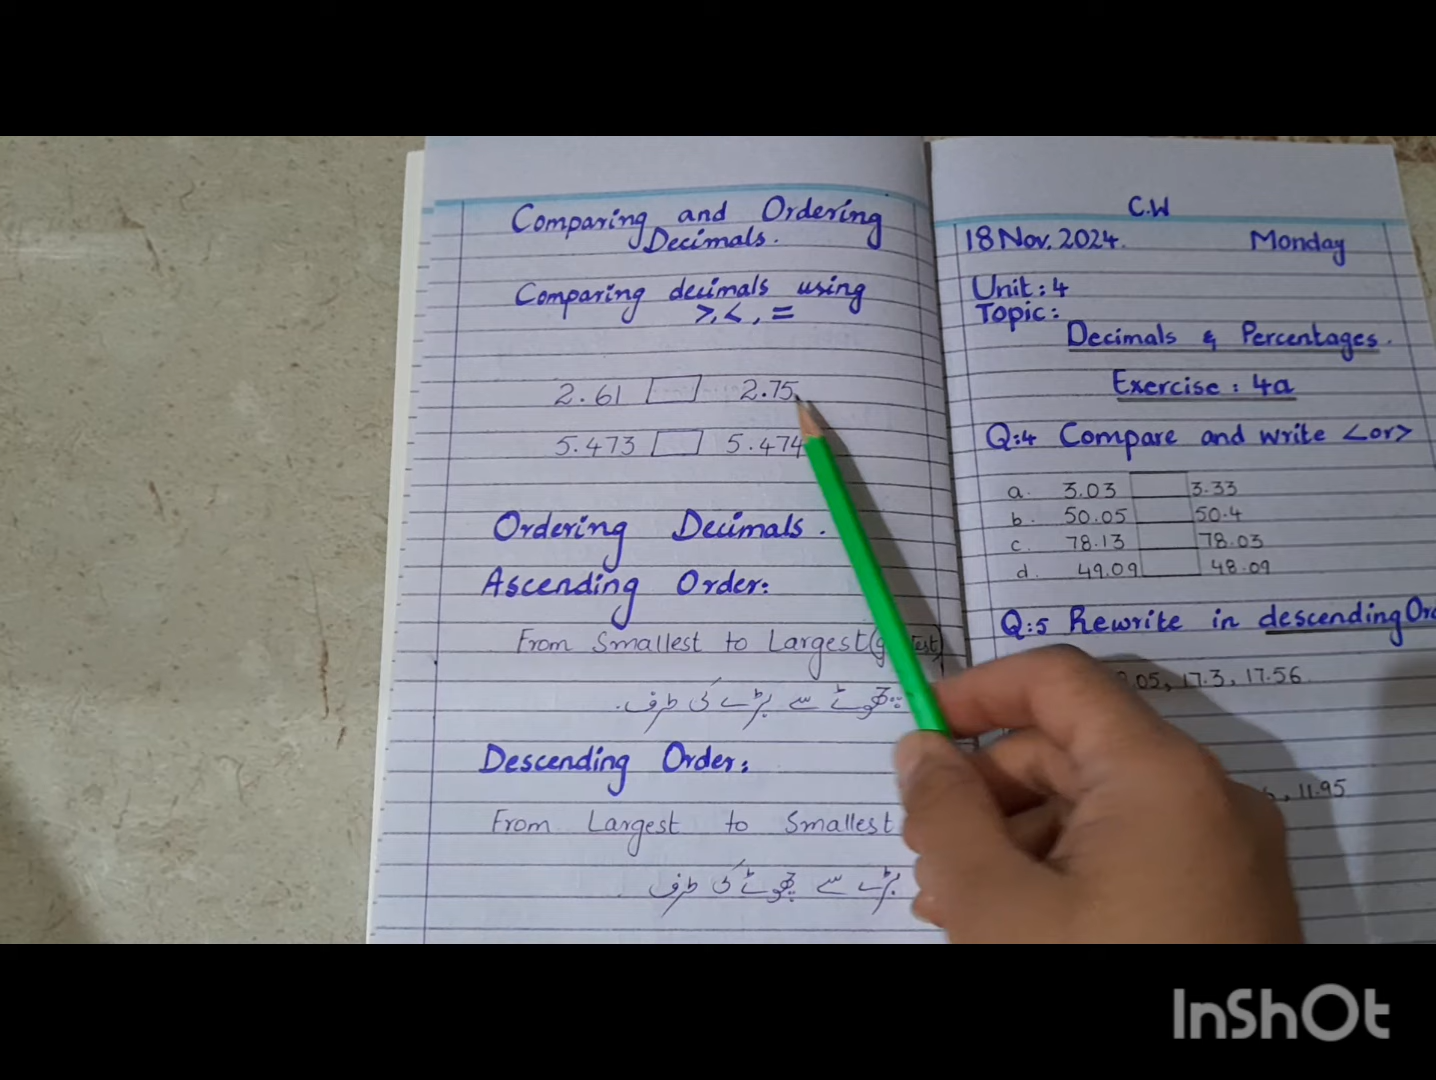 Comparing and Ordering
Decimals.
Comparing decimals using
>, <, =
2.61 2.75
5.473 5.474
Ordering Decimals.
Ascending Order:
From Smallest to Largest
چھوٹے سے بڑے کی طرف.
Descending Order:
From Largest to Smallest
بڑے سے چھوٹے کی طرف
C.W
18 Nov. 2024. Monday
Unit: 4
Topic:
Decimals & Percentages.
Exercise: 4a
Q:4 Compare and write <or>
a. 3.03 3.33
b. 50.05 50.4
c. 78.13 78.03
d. 49.09 48.09
Q:5 Rewrite in descending
17.3, 17.56
, 11.95
InShOt